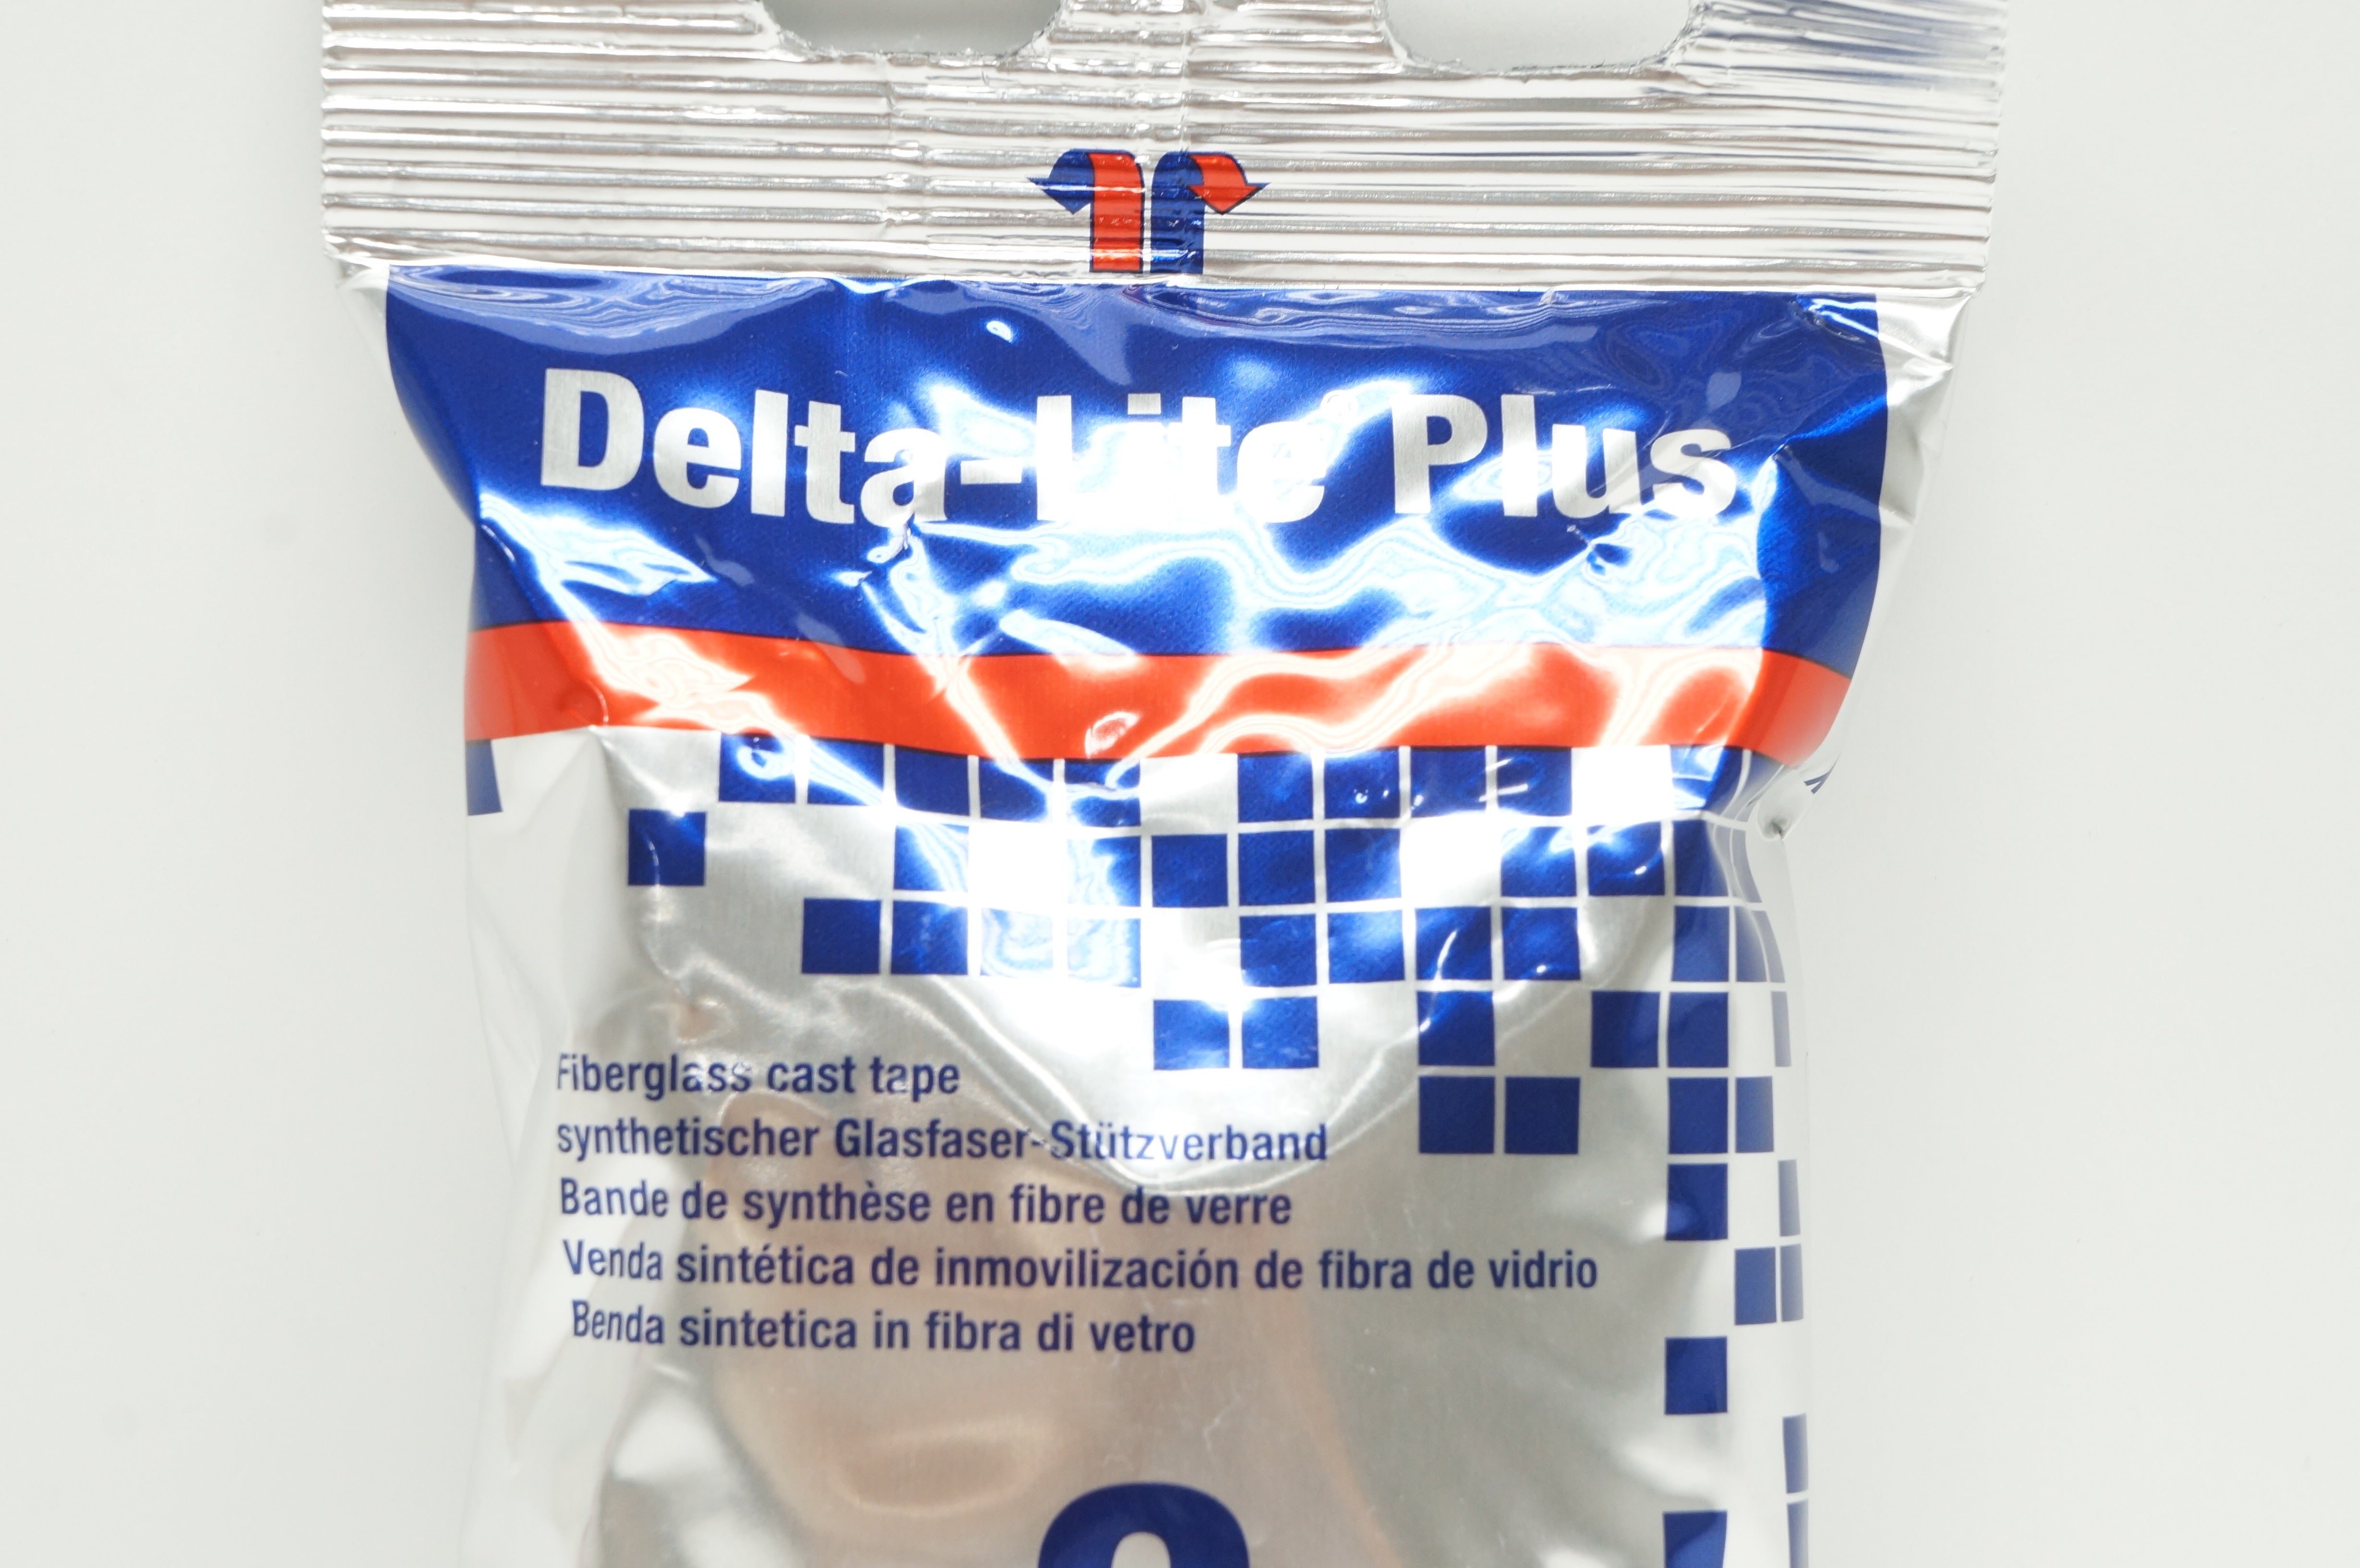 Delta-Lite® Plus
Fiberglass cast tape
synthetischer Glasfaser-Stützverband
Bande de synthèse en fibre de verre
Venda sintética de inmovilización de fibra de vidrio
Benda sintetica in fibra di vetro